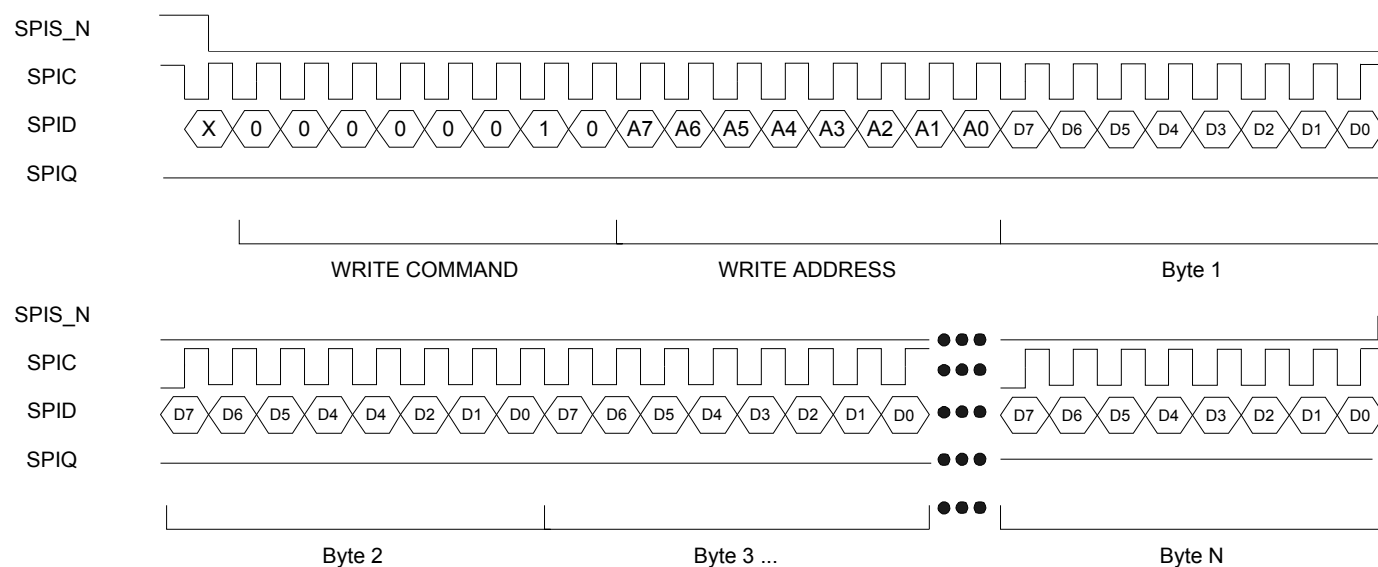 SPIS_N
SPIC
SPID X 0 0 0 0 0 0 1 0 A7 A6 A5 A4 A3 A2 A1 A0 D7 D6 D5 D4 D3 D2 D1 D0
SPIQ
WRITE COMMAND WRITE ADDRESS Byte 1
SPIS_N
SPIC
SPID D7 D6 D5 D4 D4 D2 D1 D0 D7 D6 D5 D4 D3 D2 D1 D0 D7 D6 D5 D4 D3 D2 D1 D0
SPIQ
Byte 2 Byte 3 ... Byte N